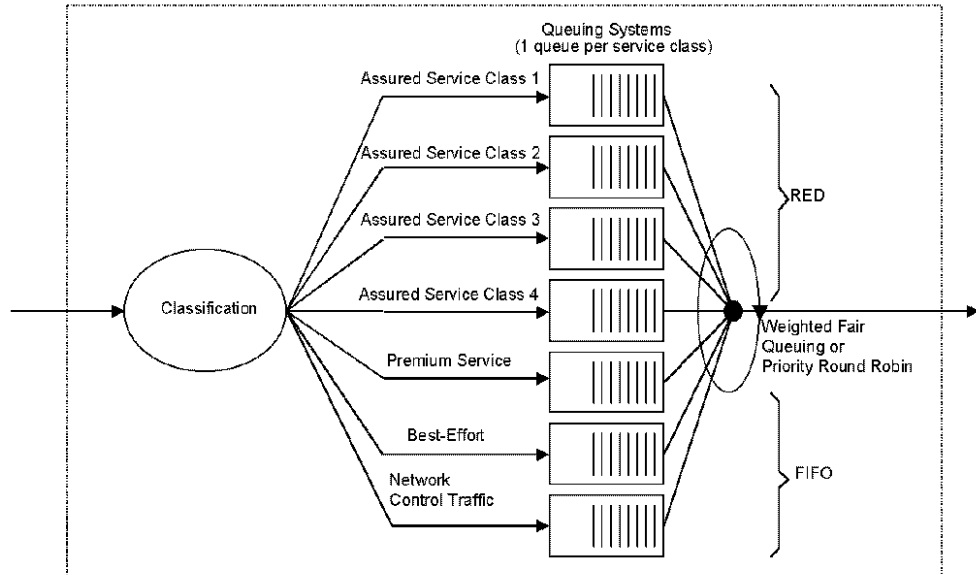 Queuing Systems
(1 queue per service class)
Assured Service Class 1
Assured Service Class 2
Assured Service Class 3
RED
Assured Service Class 4
Classification
Weighted Fair
Queuing or
Priority Round Robin
Premium Service
Best-Effort
FIFO
Network
Control Traffic